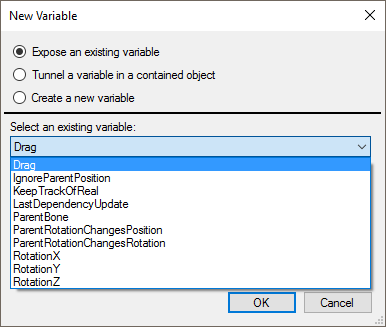 New Variable
Expose an existing variable
Tunnel a variable in a contained object
Create a new variable
Select an existing variable:
Drag
Drag
IgnoreParentPosition
KeepTrackOfReal
LastDependencyUpdate
ParentBone
ParentRotationChangesPosition
ParentRotationChangesRotation
RotationX
RotationY
RotationZ
OK
Cancel